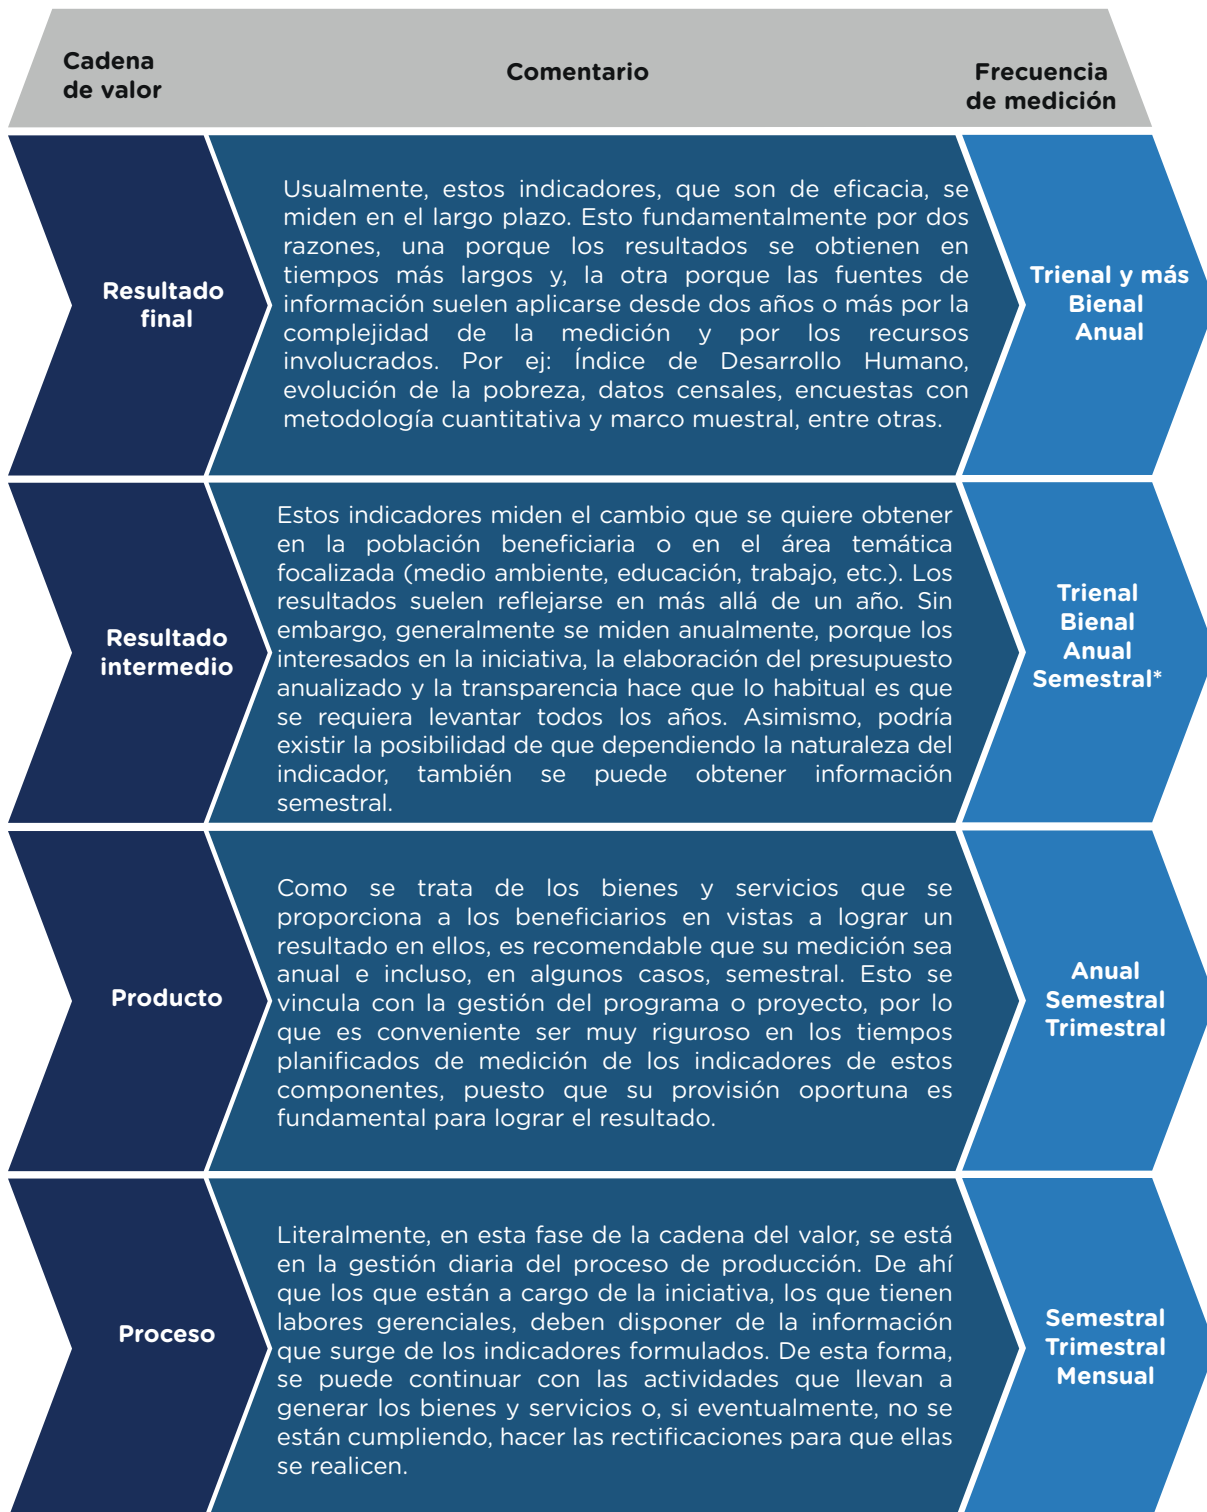 Cadena
de valor
Comentario
Frecuencia
de medición
Resultado
final
Usualmente, estos indicadores, que son de eficacia, se
miden en el largo plazo. Esto fundamentalmente por dos
razones, una porque los resultados se obtienen en
tiempos más largos y, la otra porque las fuentes de
información suelen aplicarse desde dos años o más por la
complejidad de la medición y por los recursos
involucrados. Por ej: Índice de Desarrollo Humano,
evolución de la pobreza, datos censales, encuestas con
metodología cuantitativa y marco muestral, entre otras.
Trienal y más
Bienal
Anual
Resultado
intermedio
Estos indicadores miden el cambio que se quiere obtener
en la población beneficiaria o en el área temática
focalizada (medio ambiente, educación, trabajo, etc.). Los
resultados suelen reflejarse en más allá de un año. Sin
embargo, generalmente se miden anualmente, porque los
interesados en la iniciativa, la elaboración del presupuesto
anualizado y la transparencia hace que lo habitual es que
se requiera levantar todos los años. Asimismo, podría
existir la posibilidad de que dependiendo la naturaleza del
indicador, también se puede obtener información
semestral.
Trienal
Bienal
Anual
Semestral*
Producto
Como se trata de los bienes y servicios que se
proporciona a los beneficiarios en vistas a lograr un
resultado en ellos, es recomendable que su medición sea
anual e incluso, en algunos casos, semestral. Esto se
vincula con la gestión del programa o proyecto, por lo
que es conveniente ser muy riguroso en los tiempos
planificados de medición de los indicadores de estos
componentes, puesto que su provisión oportuna es
fundamental para lograr el resultado.
Anual
Semestral
Trimestral
Proceso
Literalmente, en esta fase de la cadena del valor, se está
en la gestión diaria del proceso de producción. De ahí
que los que están a cargo de la iniciativa, los que tienen
labores gerenciales, deben disponer de la información
que surge de los indicadores formulados. De esta forma,
se puede continuar con las actividades que llevan a
generar los bienes y servicios o, si eventualmente, no se
están cumpliendo, hacer las rectificaciones para que ellas
se realicen.
Semestral
Trimestral
Mensual